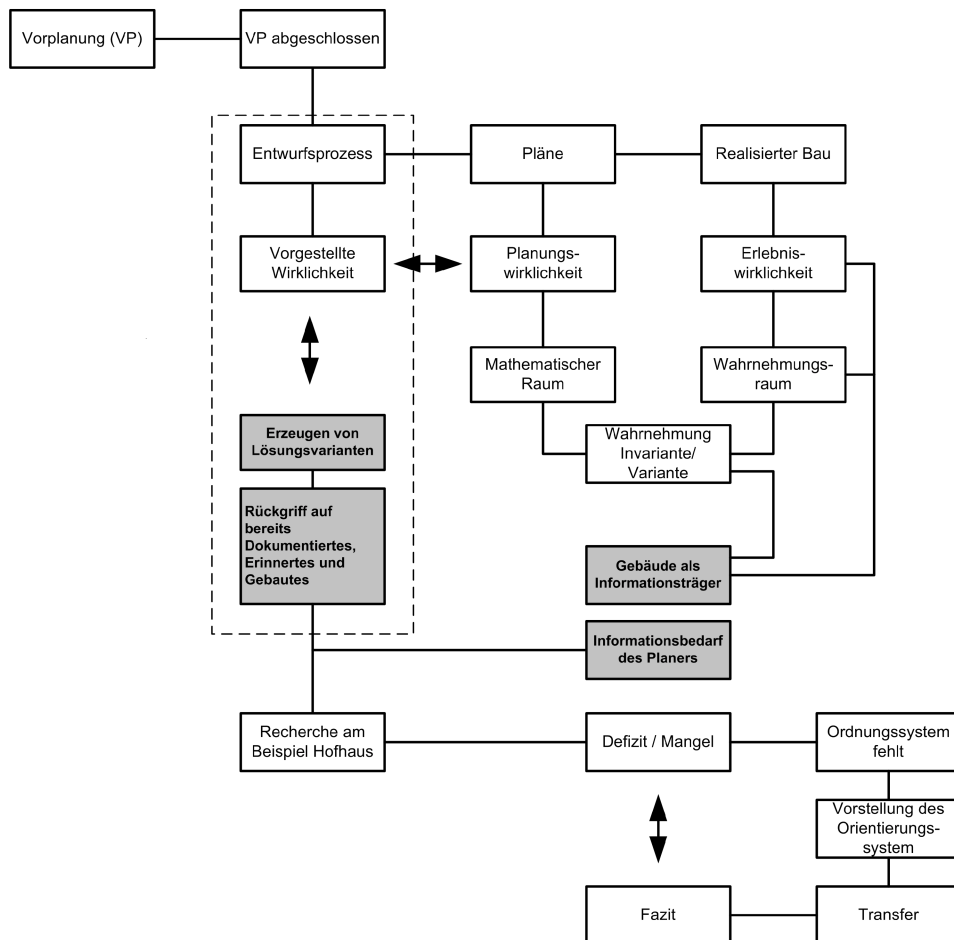 Vorplanung (VP)
VP abgeschlossen
Entwurfsprozess
Pläne
Realisierter Bau
Vorgestellte
Wirklichkeit
Planungs-
wirklichkeit
Erlebnis-
wirklichkeit
Mathematischer
Raum
Wahrnehmungs-
raum
Erzeugen von
Lösungsvarianten
Wahrnehmung
Invariante/
Variante
Rückgriff auf
bereits
Dokumentiertes,
Erinnertes und
Gebautes
Gebäude als
Informationsträger
Informationsbedarf
des Planers
Recherche am
Beispiel Hofhaus
Defizit / Mangel
Ordnungssystem
fehlt
Vorstellung des
Orientierungs-
system
Fazit
Transfer